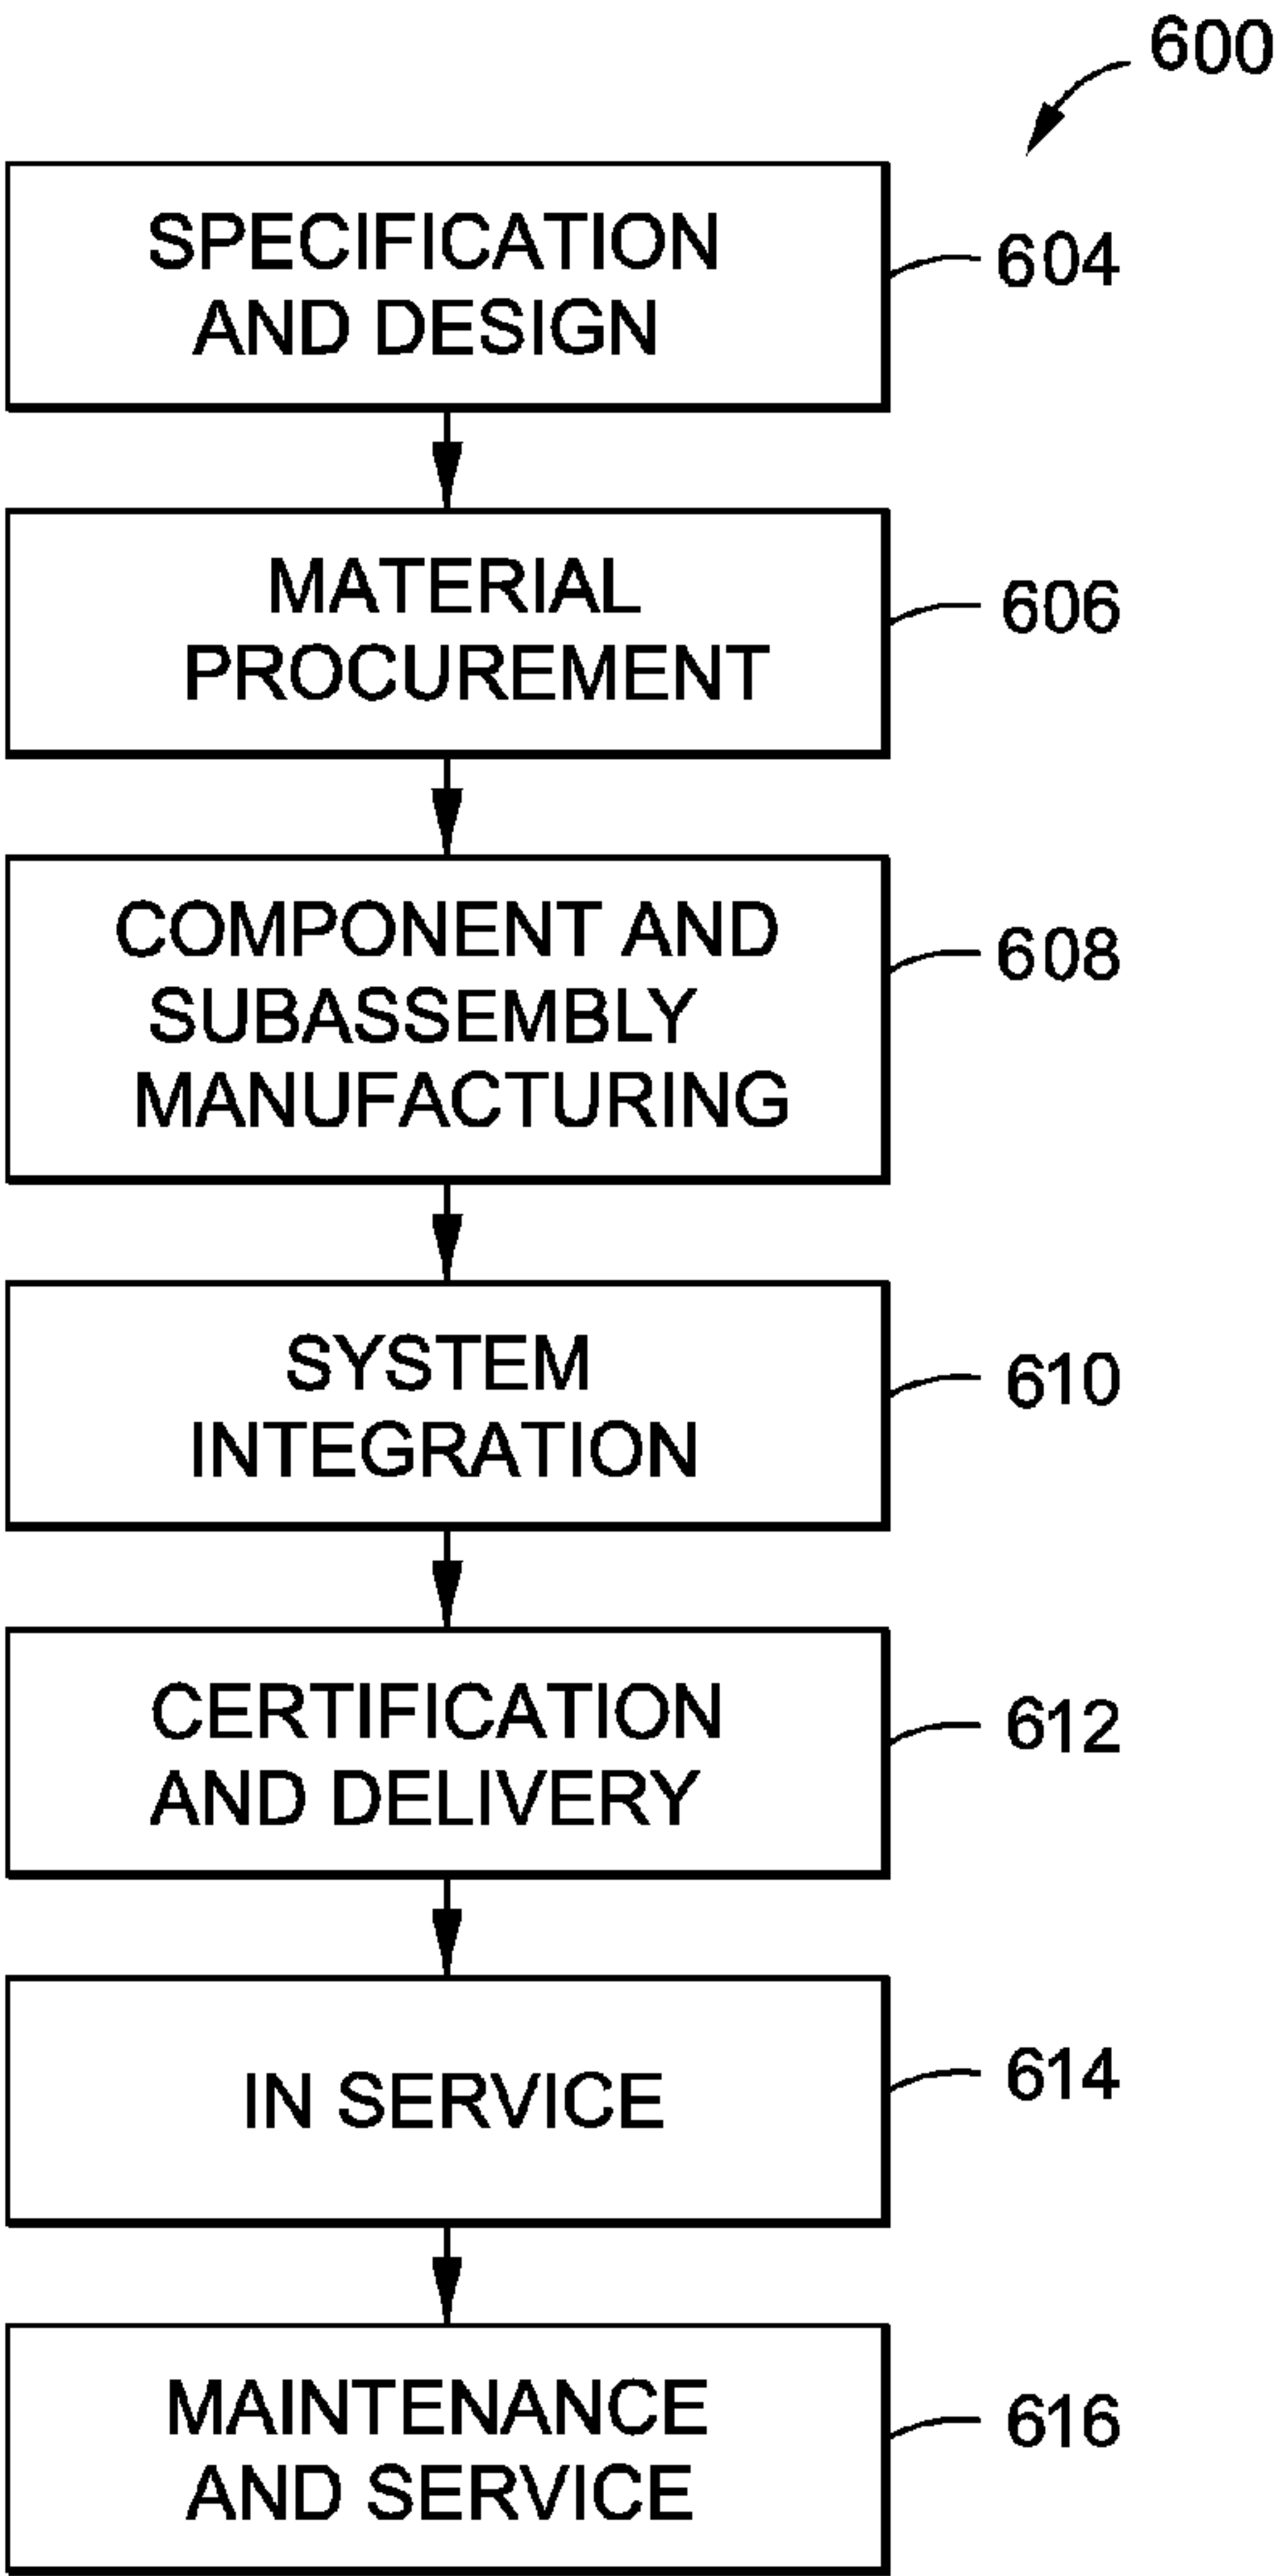 600
SPECIFICATION
AND DESIGN
604
MATERIAL
PROCUREMENT
606
COMPONENT AND
SUBASSEMBLY
MANUFACTURING
608
SYSTEM
INTEGRATION
610
CERTIFICATION
AND DELIVERY
612
IN SERVICE
614
MAINTENANCE
AND SERVICE
616